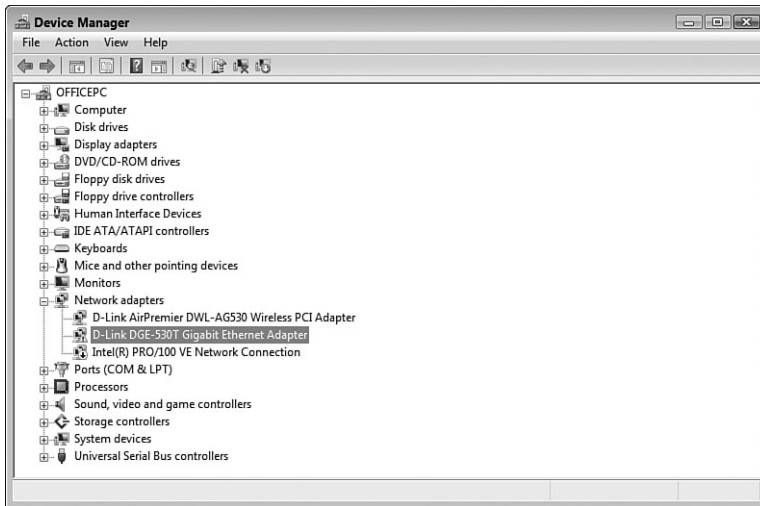 Device Manager
File Action View Help
OFFICEPC
Computer
Disk drives
Display adapters
DVD/CD-ROM drives
Floppy disk drives
Floppy drive controllers
Human Interface Devices
IDE ATA/ATAPI controllers
Keyboards
Mice and other pointing devices
Monitors
Network adapters
D-Link AirPremier DWL-AG530 Wireless PCI Adapter
D-Link DGE-530T Gigabit Ethernet Adapter
Intel(R) PRO/100 VE Network Connection
Ports (COM & LPT)
Processors
Sound, video and game controllers
Storage controllers
System devices
Universal Serial Bus controllers